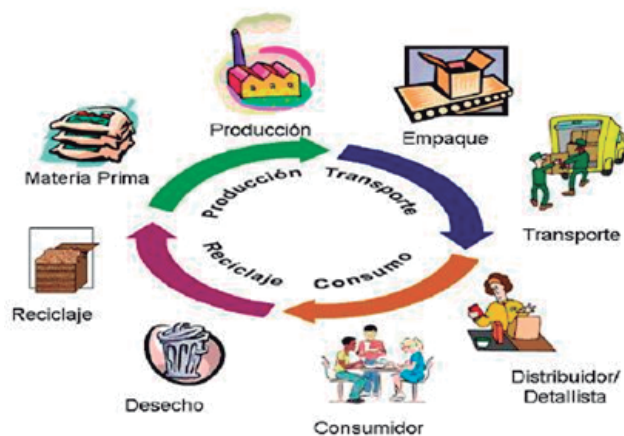 Producción
Empaque
Materia Prima
Transporte
Producción
Transporte
Reciclaje
Consumo
Reciclaje
Distribuidor/
Detallista
Desecho
Consumidor